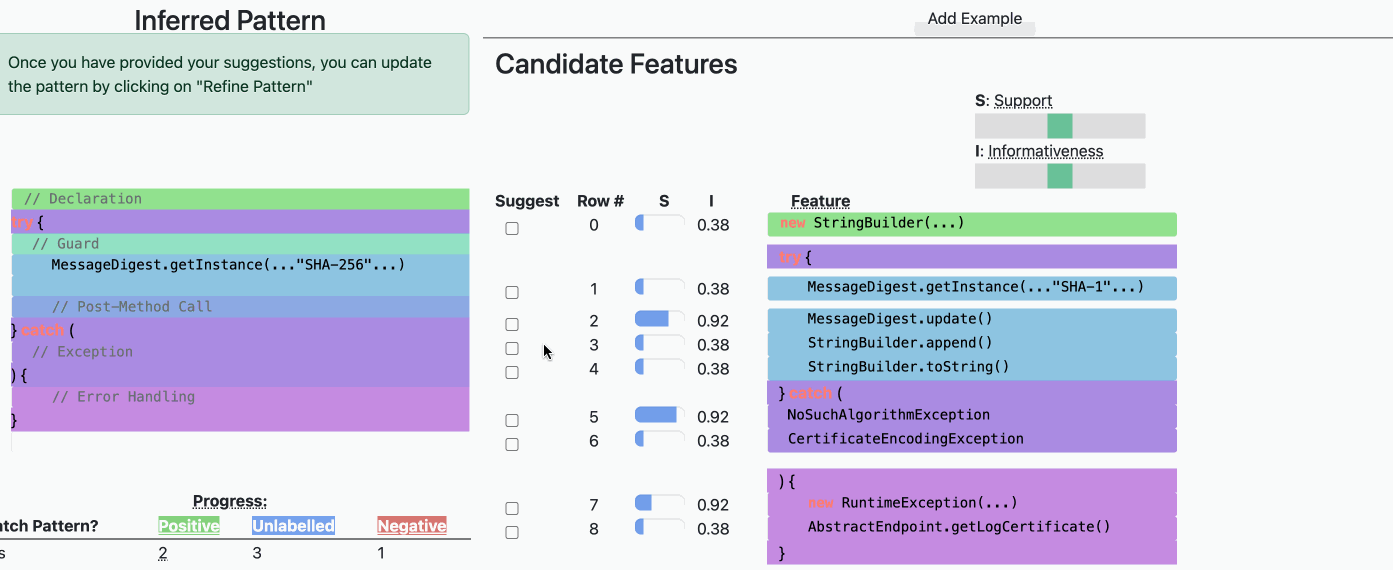 Inferred Pattern
Once you have provided your suggestions, you can update
the pattern by clicking on "Refine Pattern"
// Declaration
try {
// Guard
MessageDigest.getInstance(..."SHA-256"...)
// Post-Method Call
} catch (
// Exception
) {
// Error Handling
}
Progress:
atch Pattern? Positive Unlabelled Negative
s 2 3 1
Add Example
Candidate Features
S: Support
I: Informativeness
Suggest Row # S I Feature
0 0.38 new StringBuilder(...)
try {
1 0.38 MessageDigest.getInstance(..."SHA-1"...)
2 0.92 MessageDigest.update()
3 0.38 StringBuilder.append()
4 0.38 StringBuilder.toString()
} catch (
5 0.92 NoSuchAlgorithmException
6 0.38 CertificateEncodingException
) {
7 0.92 new RuntimeException(...)
8 0.38 AbstractEndpoint.getLogCertificate()
}